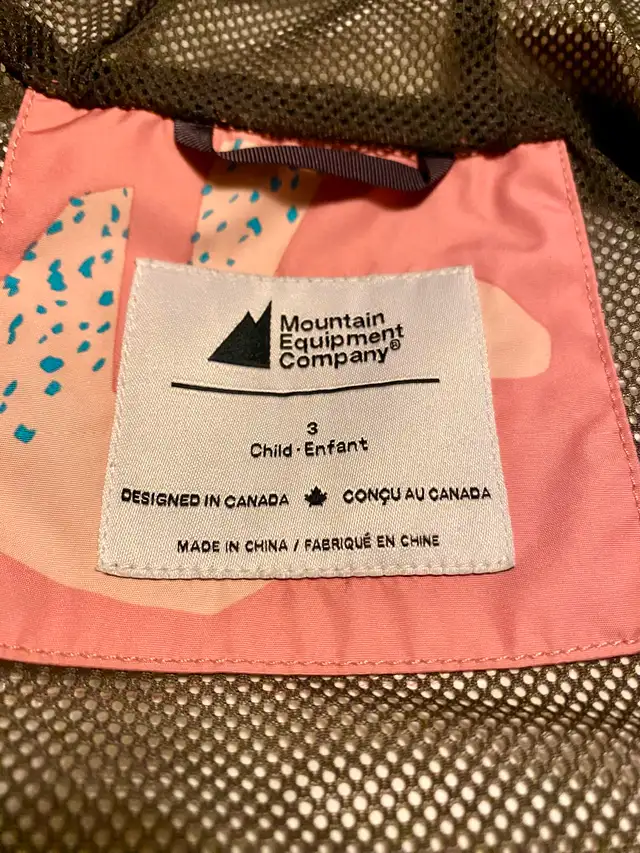 Mountain
Equipment
Company®
3
Child · Enfant
DESIGNED IN CANADA CONÇU AU CANADA
MADE IN CHINA / FABRIQUÉ EN CHINE